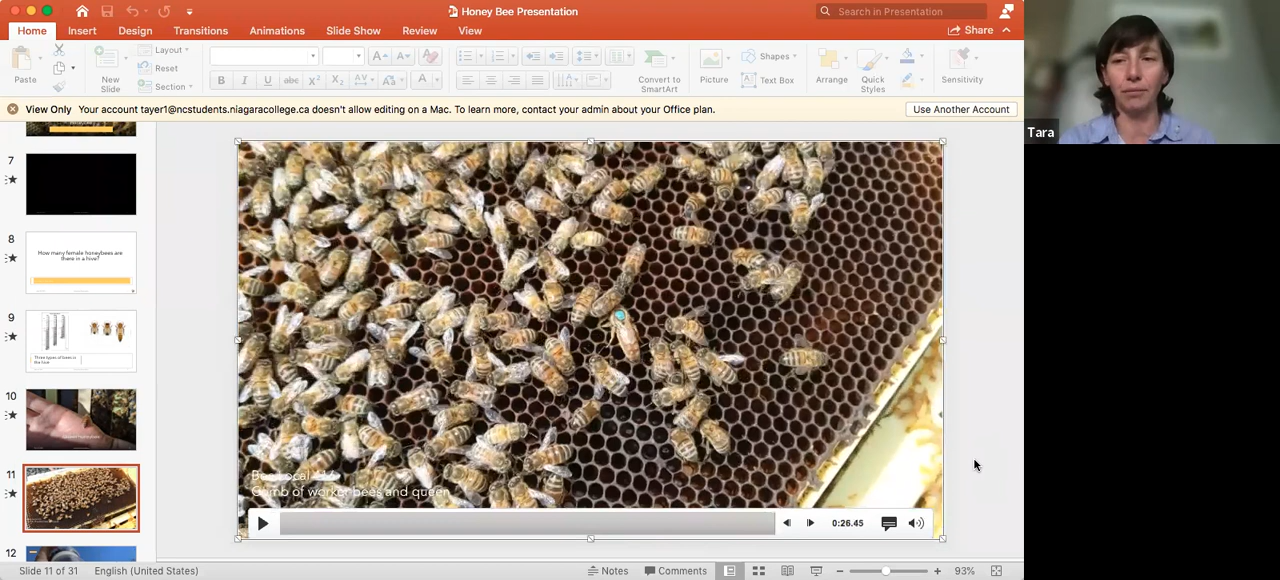 Honey Bee Presentation
Search in Presentation
Home Insert Design Transitions Animations Slide Show Review View Share
Paste
New Slide
Layout
Reset
Section
B I U abc X² X₂
Convert to SmartArt
Picture
Shapes
Text Box
Arrange
Quick Styles
Sensitivity
View Only Your account tayer1@ncstudents.niagaracollege.ca doesn't allow editing on a Mac. To learn more, contact your admin about your Office plan.
Use Another Account
Tara
7
8
How many female honeybees are there in a hive?
9
Three types of bees in the hive
10
11
12
Comb of worker bees and queen
0:26.45
Slide 11 of 31 English (United States) Notes Comments 93%